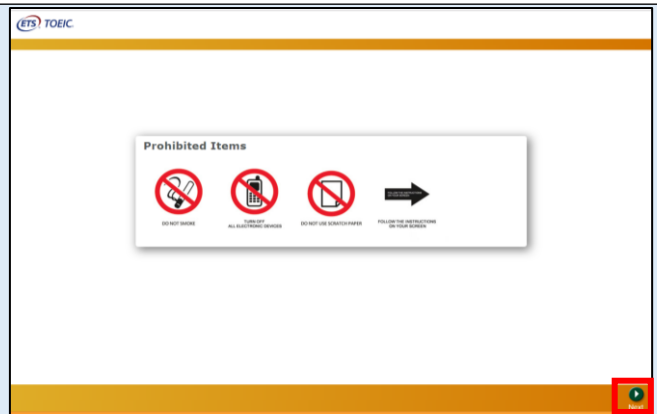 ETS TOEIC.
Prohibited Items
DO NOT SMOKE
TURN OFF
ALL ELECTRONIC DEVICES
DO NOT USE SCRATCH PAPER
FOLLOW THE INSTRUCTIONS
ON YOUR SCREEN
Next